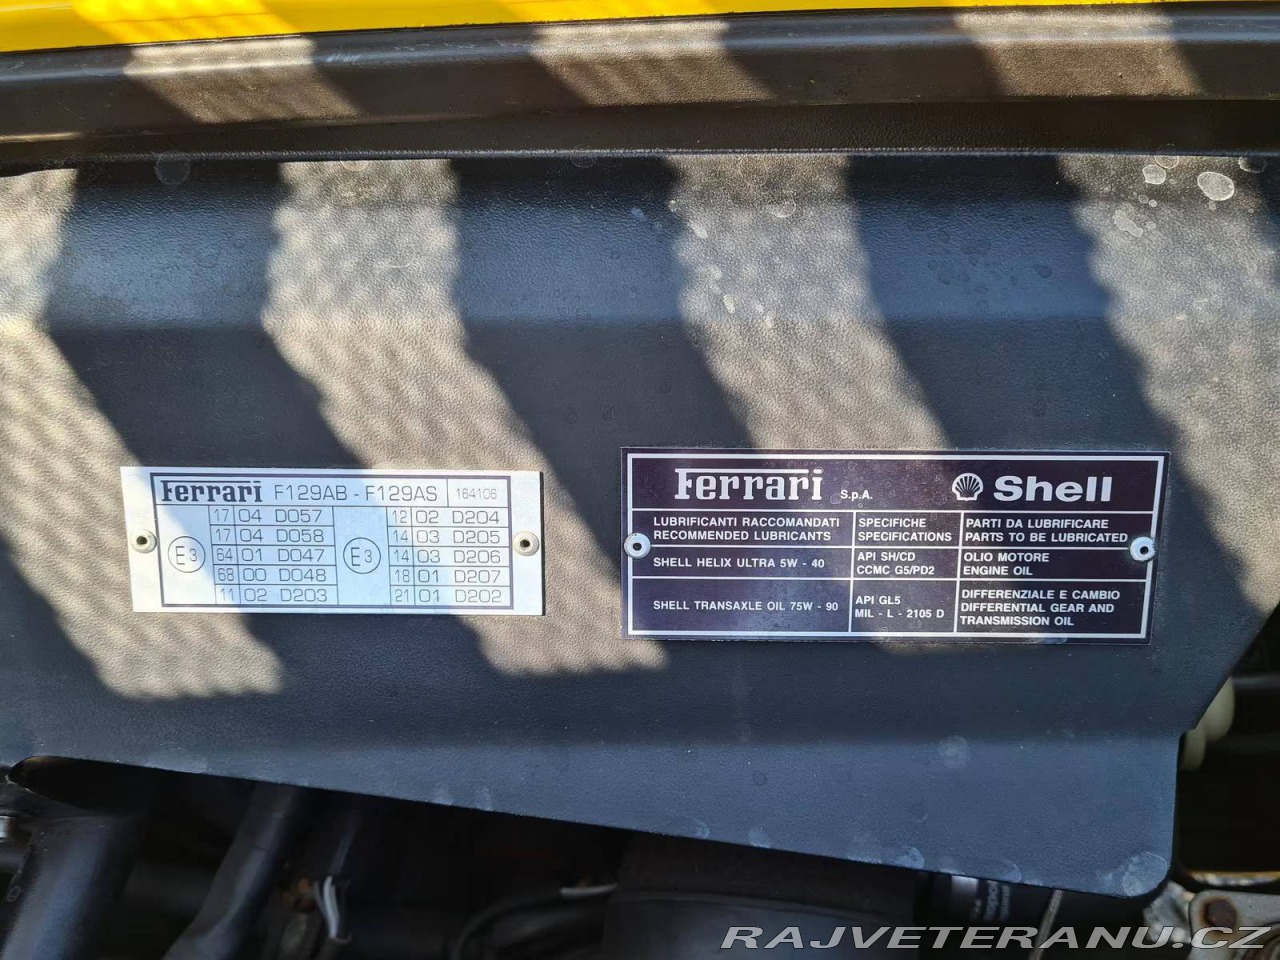 Ferrari F129AB - F129AS 164106
E3
17 04 D057
17 04 D058
64 01 D047
68 00 D048
11 02 D203
E3
12 02 D204
14 03 D205
14 03 D206
18 01 D207
21 01 D202
Ferrari S.p.A. Shell
LUBRIFICANTI RACCOMANDATI
RECOMMENDED LUBRICANTS
SPECIFICHE
SPECIFICATIONS
PARTI DA LUBRIFICARE
PARTS TO BE LUBRICATED
SHELL HELIX ULTRA 5W - 40
API SH/CD
CCMC G5/PD2
OLIO MOTORE
ENGINE OIL
SHELL TRANSAXLE OIL 75W - 90
API GL5
MIL - L - 2105 D
DIFFERENZIALE E CAMBIO
DIFFERENTIAL GEAR AND
TRANSMISSION OIL
RAJVETERANU.CZ